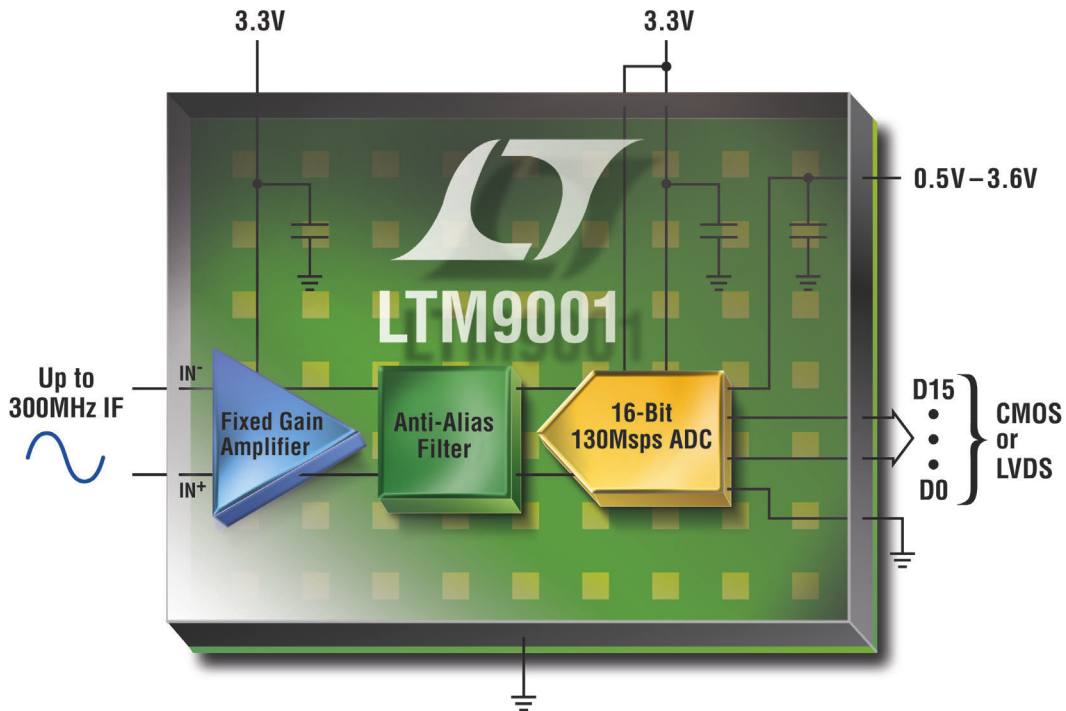 3.3V
3.3V
0.5V–3.6V
LTM9001
Up to
300MHz IF
IN-
IN+
Fixed Gain
Amplifier
Anti-Alias
Filter
16-Bit
130Msps ADC
D15
D0
CMOS
or
LVDS